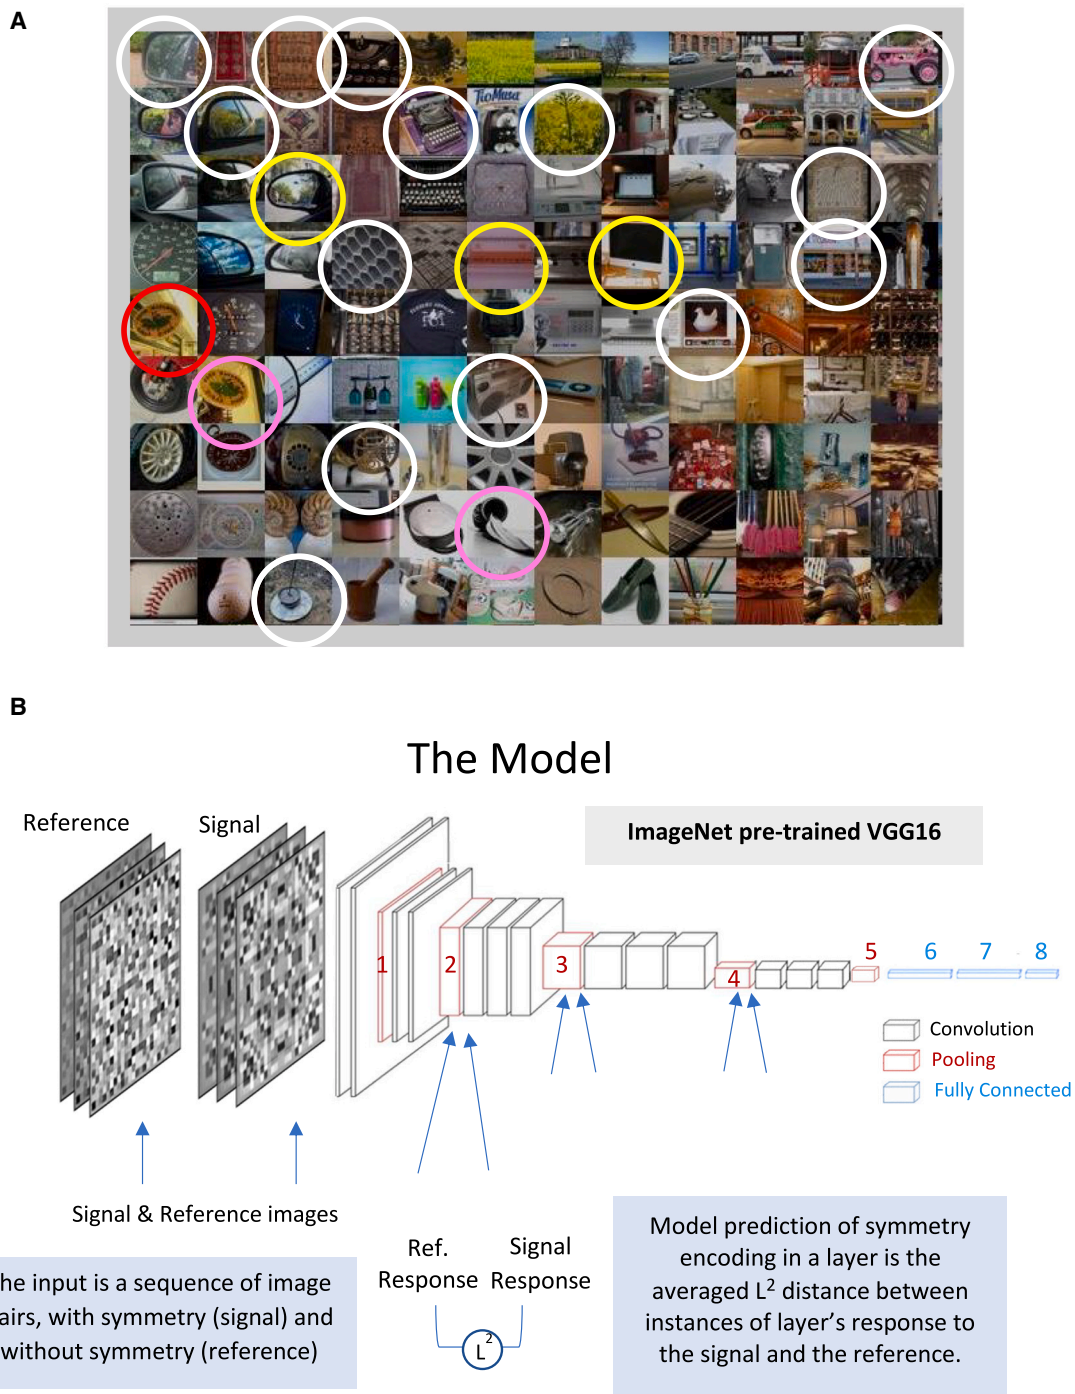 A
TioMusa
B
The Model
Reference
Signal
ImageNet pre-trained VGG16
1
2
3
4
5
6
7
8
Convolution
Pooling
Fully Connected
Signal & Reference images
he input is a sequence of image
airs, with symmetry (signal) and
without symmetry (reference)
Ref.
Response
Signal
Response
L2
Model prediction of symmetry
encoding in a layer is the
averaged L2 distance between
instances of layer's response to
the signal and the reference.